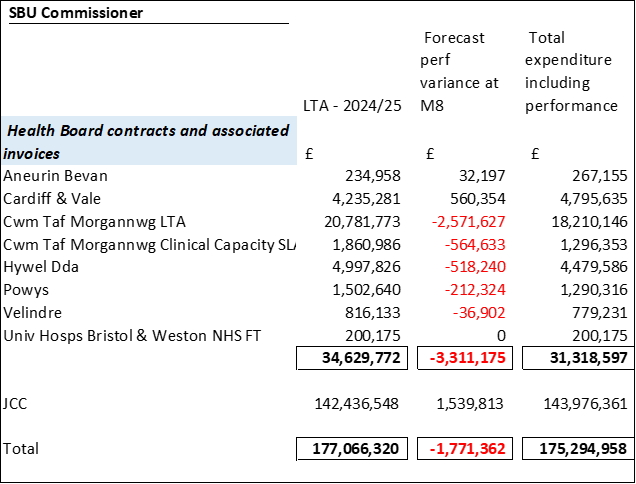 SBU Commissioner
Forecast Total
perf expenditure
variance at including
LTA - 2024/25 M8 performance
Health Board contracts and associated
invoices £ £ £
Aneurin Bevan 234,958 32,197 267,155
Cardiff & Vale 4,235,281 560,354 4,795,635
Cwm Taf Morgannwg LTA 20,781,773 -2,571,627 18,210,146
Cwm Taf Morgannwg Clinical Capacity SL 1,860,986 -564,633 1,296,353
Hywel Dda 4,997,826 -518,240 4,479,586
Powys 1,502,640 -212,324 1,290,316
Velindre 816,133 -36,902 779,231
Univ Hosps Bristol & Weston NHS FT 200,175 0 200,175
34,629,772 -3,311,175 31,318,597
JCC 142,436,548 1,539,813 143,976,361
Total 177,066,320 -1,771,362 175,294,958